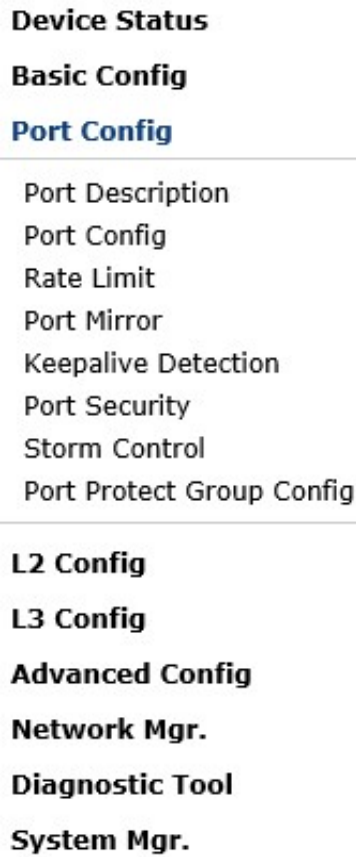 Device Status
Basic Config
Port Config
Port Description
Port Config
Rate Limit
Port Mirror
Keepalive Detection
Port Security
Storm Control
Port Protect Group Config
L2 Config
L3 Config
Advanced Config
Network Mgr.
Diagnostic Tool
System Mgr.